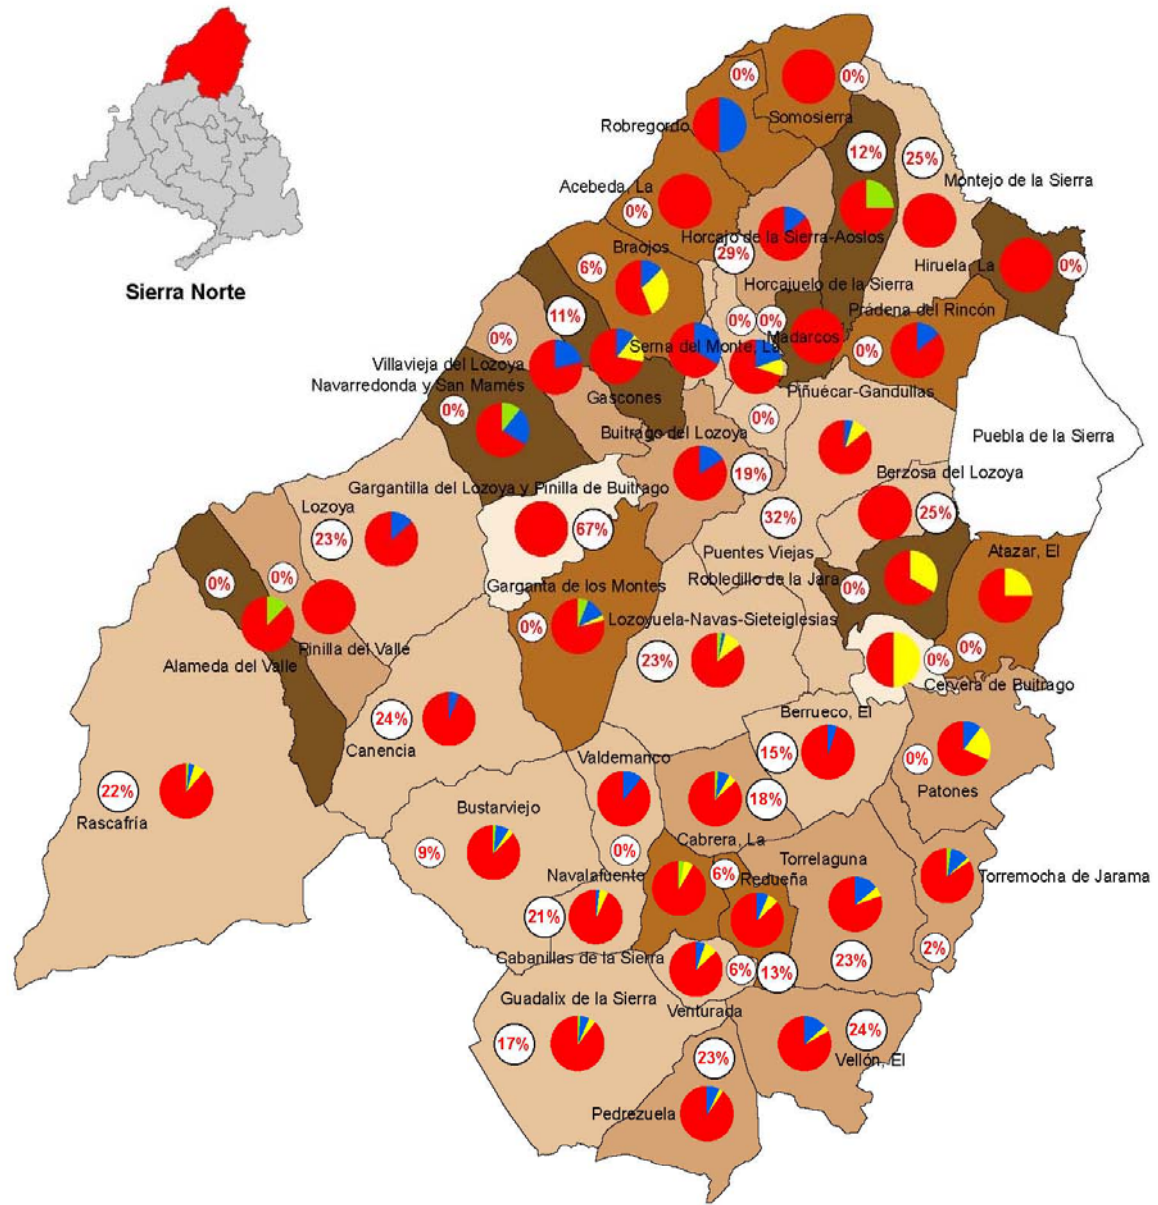 Sierra Norte
0%
0%
Somosierra
Robregordo
12%
25%
Montejo de la Sierra
Acebeda, La
0%
Horcajo de la Sierra-Aoslos
Braojos
29%
6%
Hiruela, La
0%
Horcajuelo de la Sierra
Prádena del Rincón
11%
0%
0%
0%
Madarcos
Serna del Monte, La
0%
Villavieja del Lozoya
Navarredonda y San Mamés
0%
Gascones
Piñuécar-Gandullas
0%
Buitrago del Lozoya
Puebla de la Sierra
19%
Berzosa del Lozoya
Gargantilla del Lozoya y Pinilla de Buitrago
Lozoya
23%
67%
32%
25%
Puentes Viejas
Atazar, El
0%
0%
Garganta de los Montes
Robledillo de la Jara
0%
0%
Lozoyuela-Navas-Sieteiglesias
Pinilla del Valle
Alameda del Valle
23%
0%
0%
Cervera de Buitrago
24%
Canencia
Berrueco, El
15%
0%
Patones
22%
Rascafría
Valdemanco
18%
Bustarviejo
9%
0%
Cabrera, La
Navalafuente
6%
Redueña
Torrelaguna
Torremocha de Jarama
21%
2%
Cabanillas de la Sierra
6%
13%
23%
Venturada
Guadalix de la Sierra
17%
23%
24%
Vellón, El
Pedrezuela